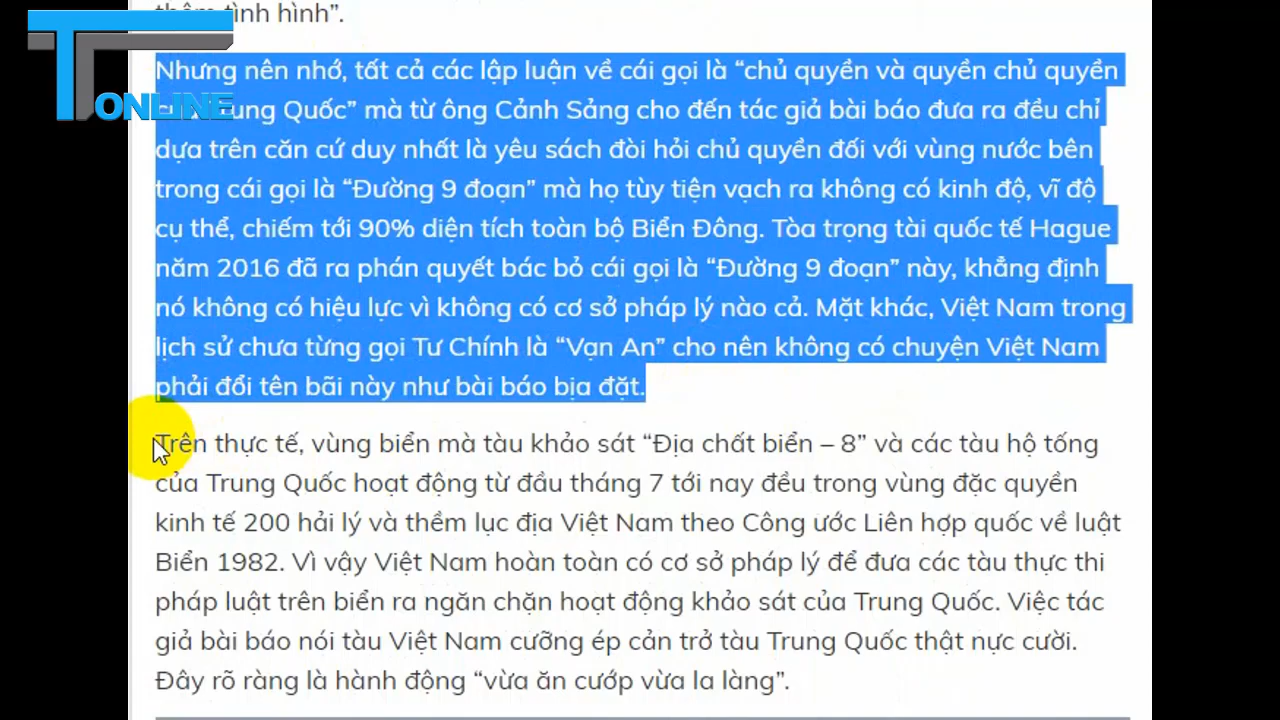 thêm tình hình”.
T
ONLINE
Nhưng nên nhớ, tất cả các lập luận về cái gọi là “chủ quyền và quyền chủ quyền
Trung Quốc” mà từ ông Cảnh Sảng cho đến tác giả bài báo đưa ra đều chỉ
dựa trên căn cứ duy nhất là yêu sách đòi hỏi chủ quyền đối với vùng nước bên
trong cái gọi là “Đường 9 đoạn” mà họ tùy tiện vạch ra không có kinh độ, vĩ độ
cụ thể, chiếm tới 90% diện tích toàn bộ Biển Đông. Tòa trọng tài quốc tế Hague
năm 2016 đã ra phán quyết bác bỏ cái gọi là “Đường 9 đoạn” này, khẳng định
nó không có hiệu lực vì không có cơ sở pháp lý nào cả. Mặt khác, Việt Nam trong
lịch sử chưa từng gọi Tư Chính là “Vạn An” cho nên không có chuyện Việt Nam
phải đổi tên bãi này như bài báo bịa đặt.
Trên thực tế, vùng biển mà tàu khảo sát “Địa chất biển – 8” và các tàu hộ tống
của Trung Quốc hoạt động từ đầu tháng 7 tới nay đều trong vùng đặc quyền
kinh tế 200 hải lý và thềm lục địa Việt Nam theo Công ước Liên hợp quốc về luật
Biển 1982. Vì vậy Việt Nam hoàn toàn có cơ sở pháp lý để đưa các tàu thực thi
pháp luật trên biển ra ngăn chặn hoạt động khảo sát của Trung Quốc. Việc tác
giả bài báo nói tàu Việt Nam cưỡng ép cản trở tàu Trung Quốc thật nực cười.
Đây rõ ràng là hành động “vừa ăn cướp vừa la làng”.